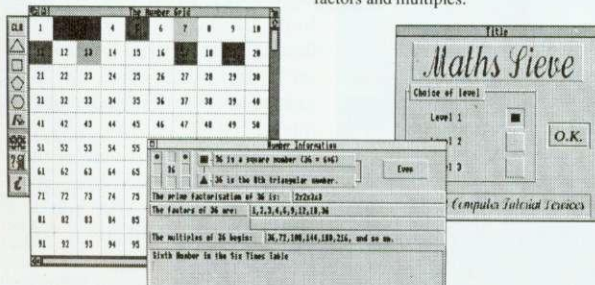 factors and multiples.
The Number Grid
CLR 1 4 6 7 8 9 10
12 13 14 15 16 18 20
21 22 23 24 25 26 27 28 29 30
31 32 33 34 35 36 37 38 39 40
41 42 43 44 45 46 47 48 49 50
51 52 53 54 55
61 62 63 64 65
71 72 73 74 75
81 82 83 84 85
91 92 93 94 95
Number Information
36
36 is a square number (36 = 6×6)
36 is the 8th triangular number.
Even
The prime factorisation of 36 is: 2x2x3x3
The factors of 36 are: 1,2,3,4,6,9,12,18,36
The multiples of 36 begin: 36,72,108,144,180,216, and so on.
Sixth Number in the Six Times Table
Title
Maths Sieve
Choice of level
Level 1
O.K.
Computer Tutorial Services